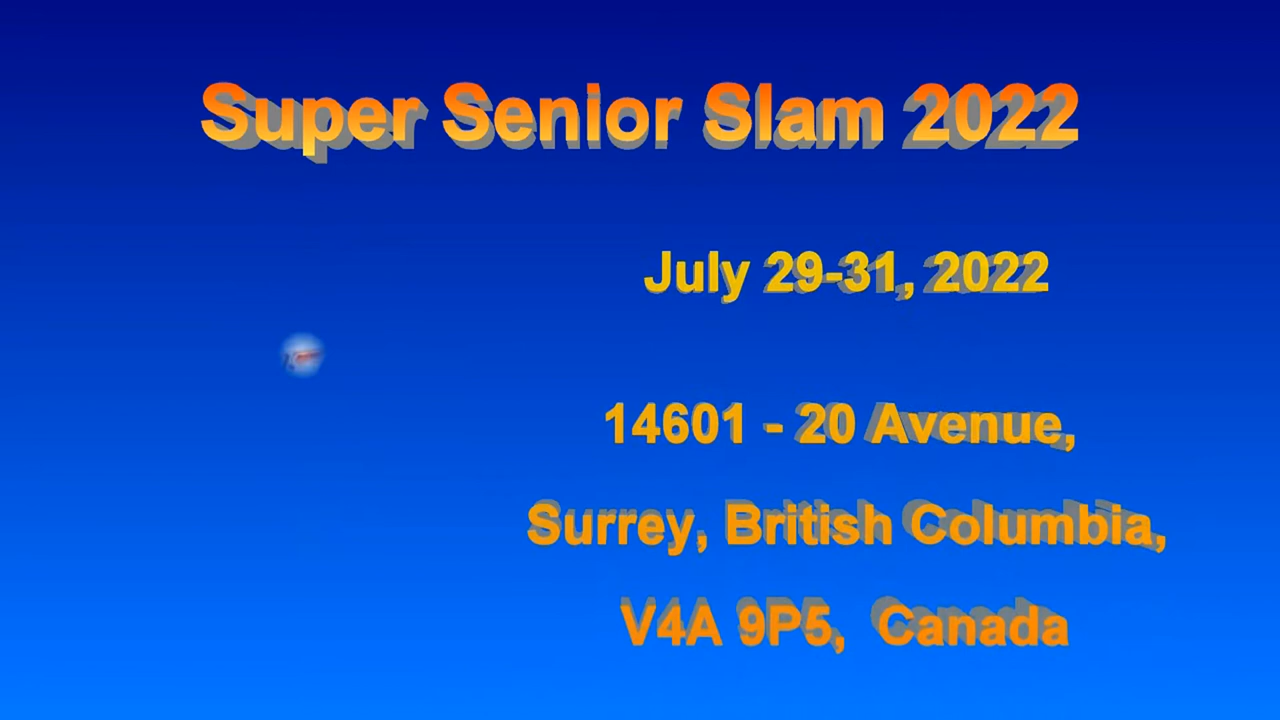 Super Senior Slam 2022
July 29-31, 2022
14601 - 20 Avenue,
Surrey, British Columbia,
V4A 9P5, Canada